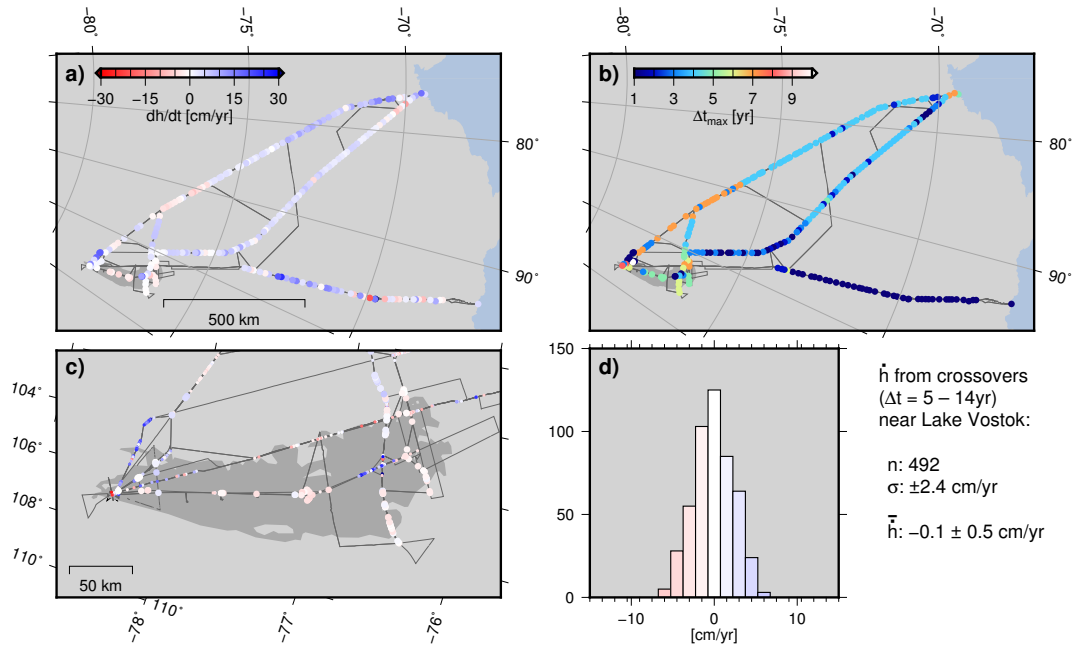 −80° −75° −70° −80° −75° −70°
a)
−30 −15 0 15 30
dh/dt [cm/yr]
80°
90°
500 km
b)
1 3 5 7 9
Δtmax [yr]
80°
90°
c)
104°
106°
108°
110°
50 km
−78° 110° −77° −76°
d)
150
100
50
0
−10 0 10
[cm/yr]
ḣ from crossovers
(Δt = 5 − 14yr)
near Lake Vostok:
n: 492
σ: ±2.4 cm/yr
ḣ̄: −0.1 ± 0.5 cm/yr